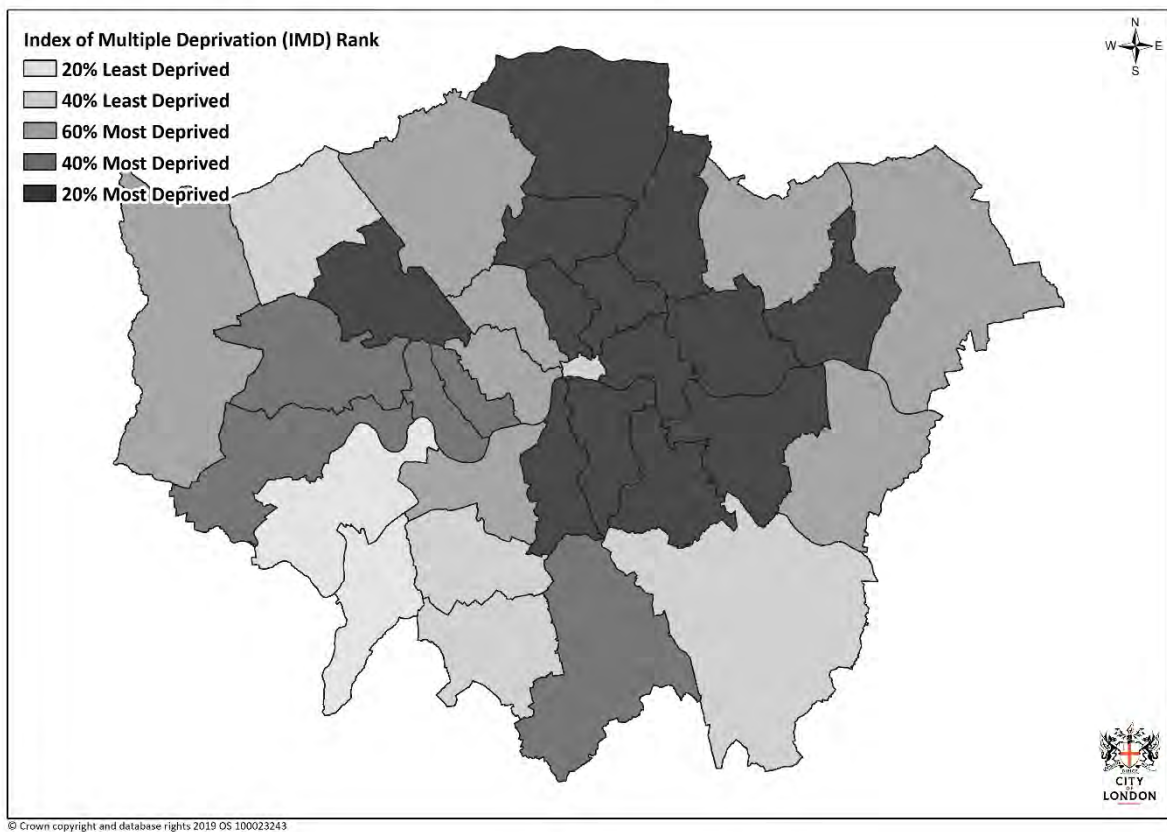 Index of Multiple Deprivation (IMD) Rank
20% Least Deprived
40% Least Deprived
60% Most Deprived
40% Most Deprived
20% Most Deprived
N
W E
S
CITY
OF
LONDON
© Crown copyright and database rights 2019 OS 100023243